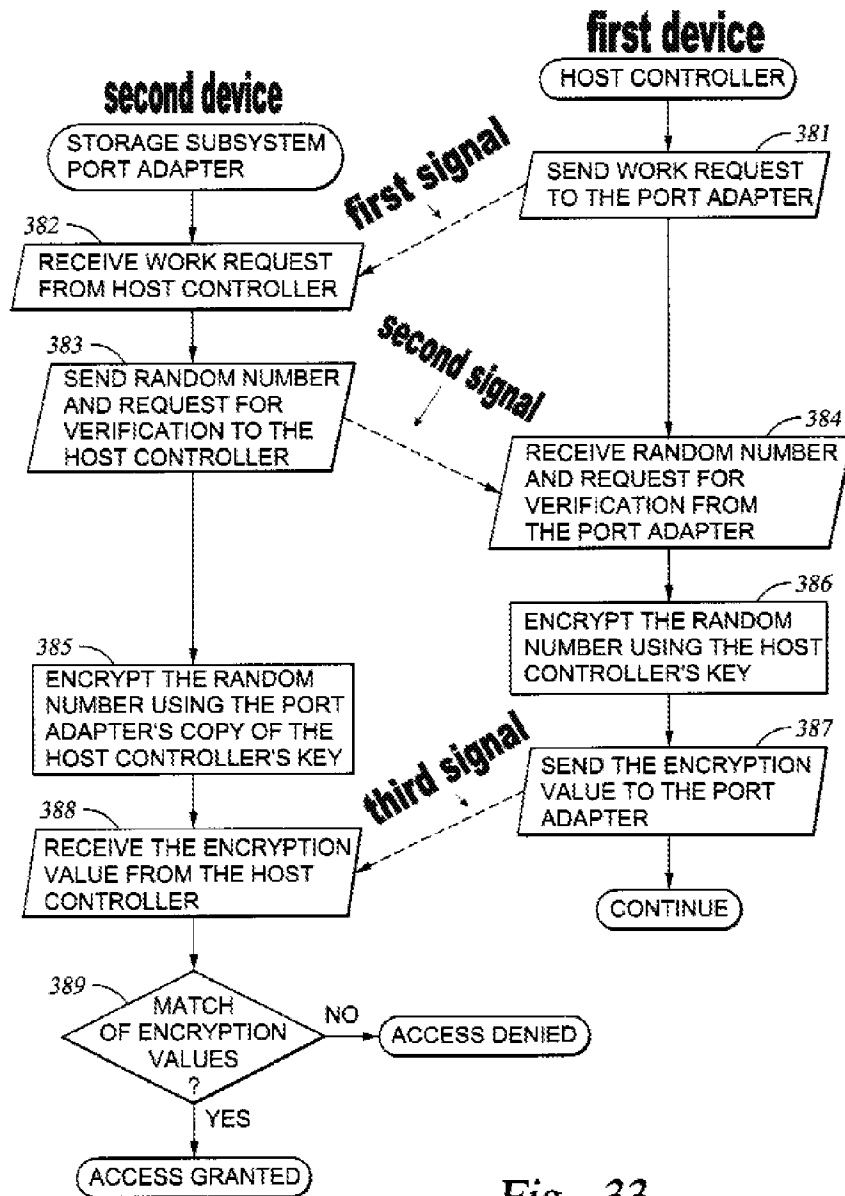 first device
HOST CONTROLLER
second device
STORAGE SUBSYSTEM
PORT ADAPTER
381
SEND WORK REQUEST
TO THE PORT ADAPTER
first signal
382
RECEIVE WORK REQUEST
FROM HOST CONTROLLER
383
SEND RANDOM NUMBER
AND REQUEST FOR
VERIFICATION TO THE
HOST CONTROLLER
second signal
384
RECEIVE RANDOM NUMBER
AND REQUEST FOR
VERIFICATION FROM
THE PORT ADAPTER
386
ENCRYPT THE RANDOM
NUMBER USING THE HOST
CONTROLLER'S KEY
385
ENCRYPT THE RANDOM
NUMBER USING THE PORT
ADAPTER'S COPY OF THE
HOST CONTROLLER'S KEY
387
SEND THE ENCRYPTION
VALUE TO THE PORT
ADAPTER
third signal
388
RECEIVE THE ENCRYPTION
VALUE FROM THE HOST
CONTROLLER
CONTINUE
389
MATCH
OF ENCRYPTION
VALUES
?
NO
ACCESS DENIED
YES
ACCESS GRANTED
Fig. 33